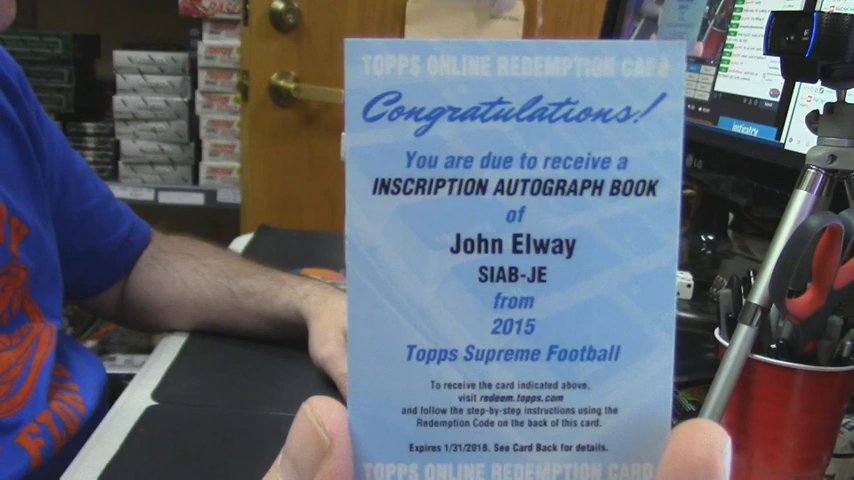 TOPPS ONLINE REDEMPTION CARD
Congratulations!
You are due to receive a
INSCRIPTION AUTOGRAPH BOOK
of
John Elway
SIAB-JE
from
2015
Topps Supreme Football
To receive the card indicated above,
visit redeem.topps.com
and follow the step-by-step instructions using the
Redemption Code on the back of this card.
Expires 1/31/2018. See Card Back for details.
TOPPS ONLINE REDEMPTION CARD
LG